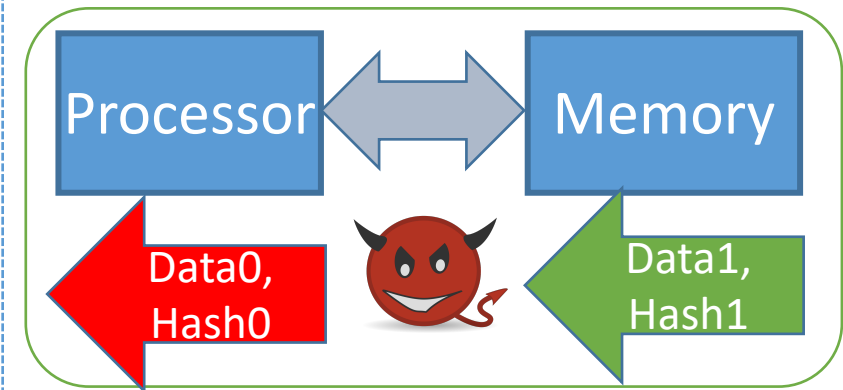 Processor
Memory
Data0,
Hash0
Data1,
Hash1